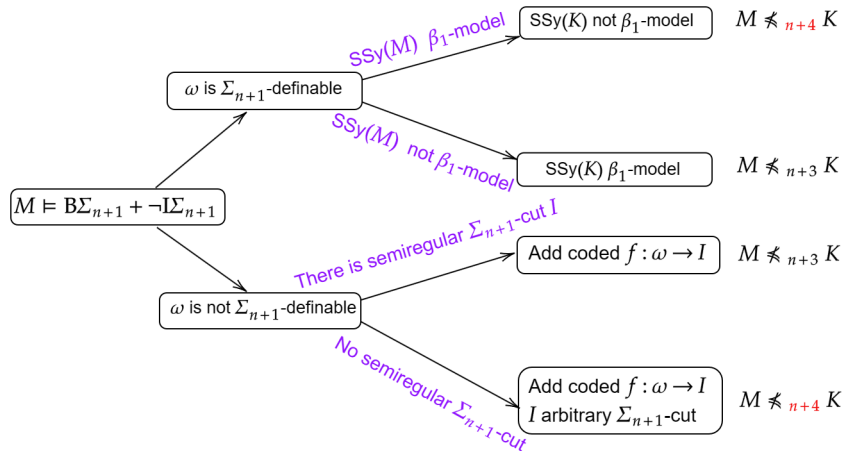 SSy(M) β₁-model
SSy(K) not β₁-model
M ⋠ ₙ₊₄ K
ω is Σₙ₊₁-definable
SSy(M) not β₁-model
SSy(K) β₁-model
M ⋠ ₙ₊₃ K
M ⊨ BΣₙ₊₁ + ¬IΣₙ₊₁
There is semiregular Σₙ₊₁-cut I
Add coded f : ω → I
M ⋠ ₙ₊₃ K
ω is not Σₙ₊₁-definable
No semiregular Σₙ₊₁-cut
Add coded f : ω → I
I arbitrary Σₙ₊₁-cut
M ⋠ ₙ₊₄ K